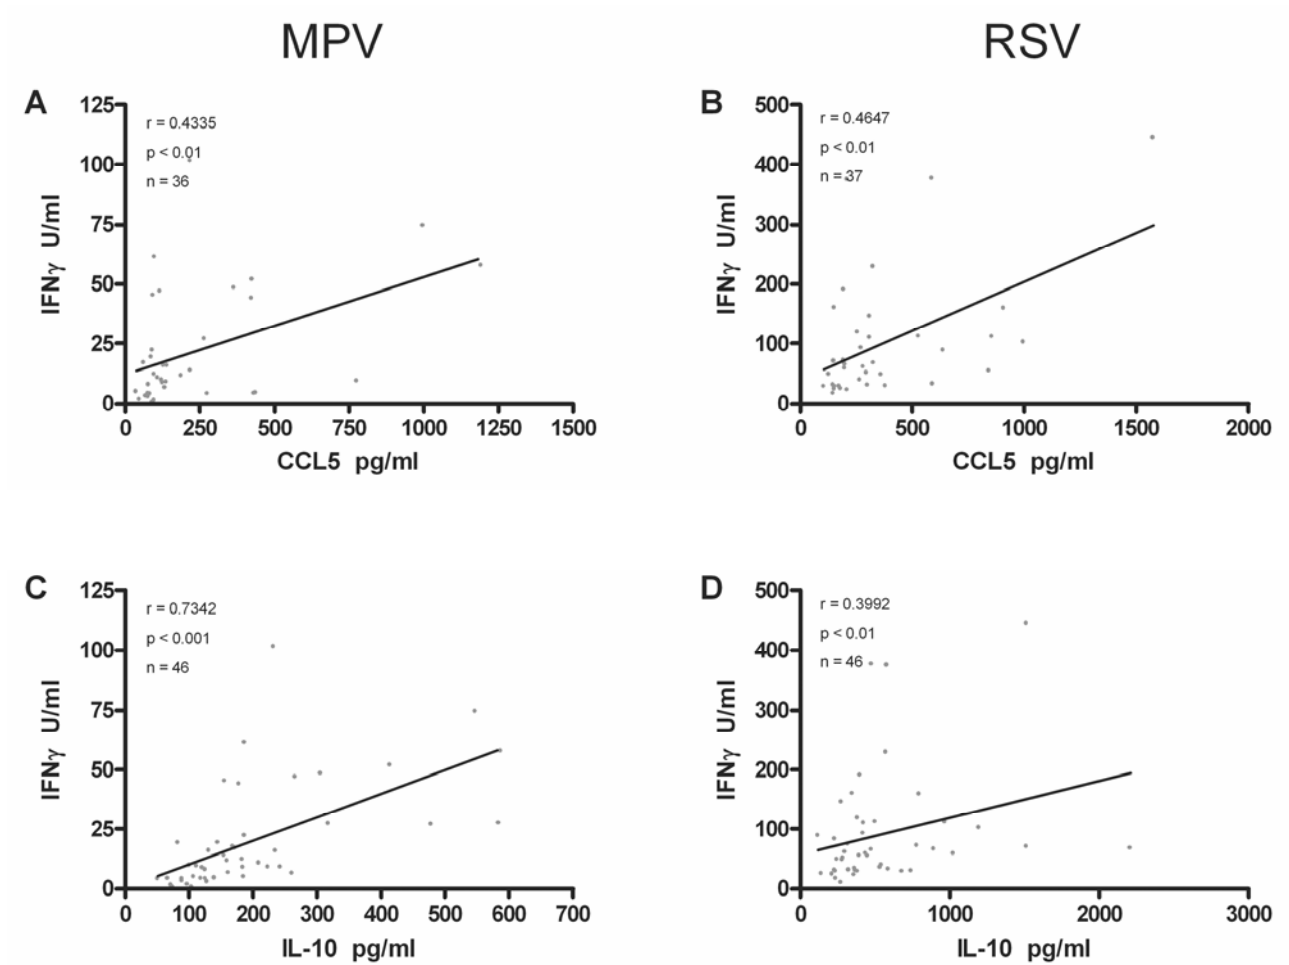 MPV
RSV
A
r = 0.4335
p < 0.01
n = 36
125
100
75
50
25
0
IFNγ U/ml
0 250 500 750 1000 1250 1500
CCL5 pg/ml
B
r = 0.4647
p < 0.01
n = 37
500
400
300
200
100
0
IFNγ U/ml
0 500 1000 1500 2000
CCL5 pg/ml
C
r = 0.7342
p < 0.001
n = 46
125
100
75
50
25
0
IFNγ U/ml
0 100 200 300 400 500 600 700
IL-10 pg/ml
D
r = 0.3992
p < 0.01
n = 46
500
400
300
200
100
0
IFNγ U/ml
0 1000 2000 3000
IL-10 pg/ml